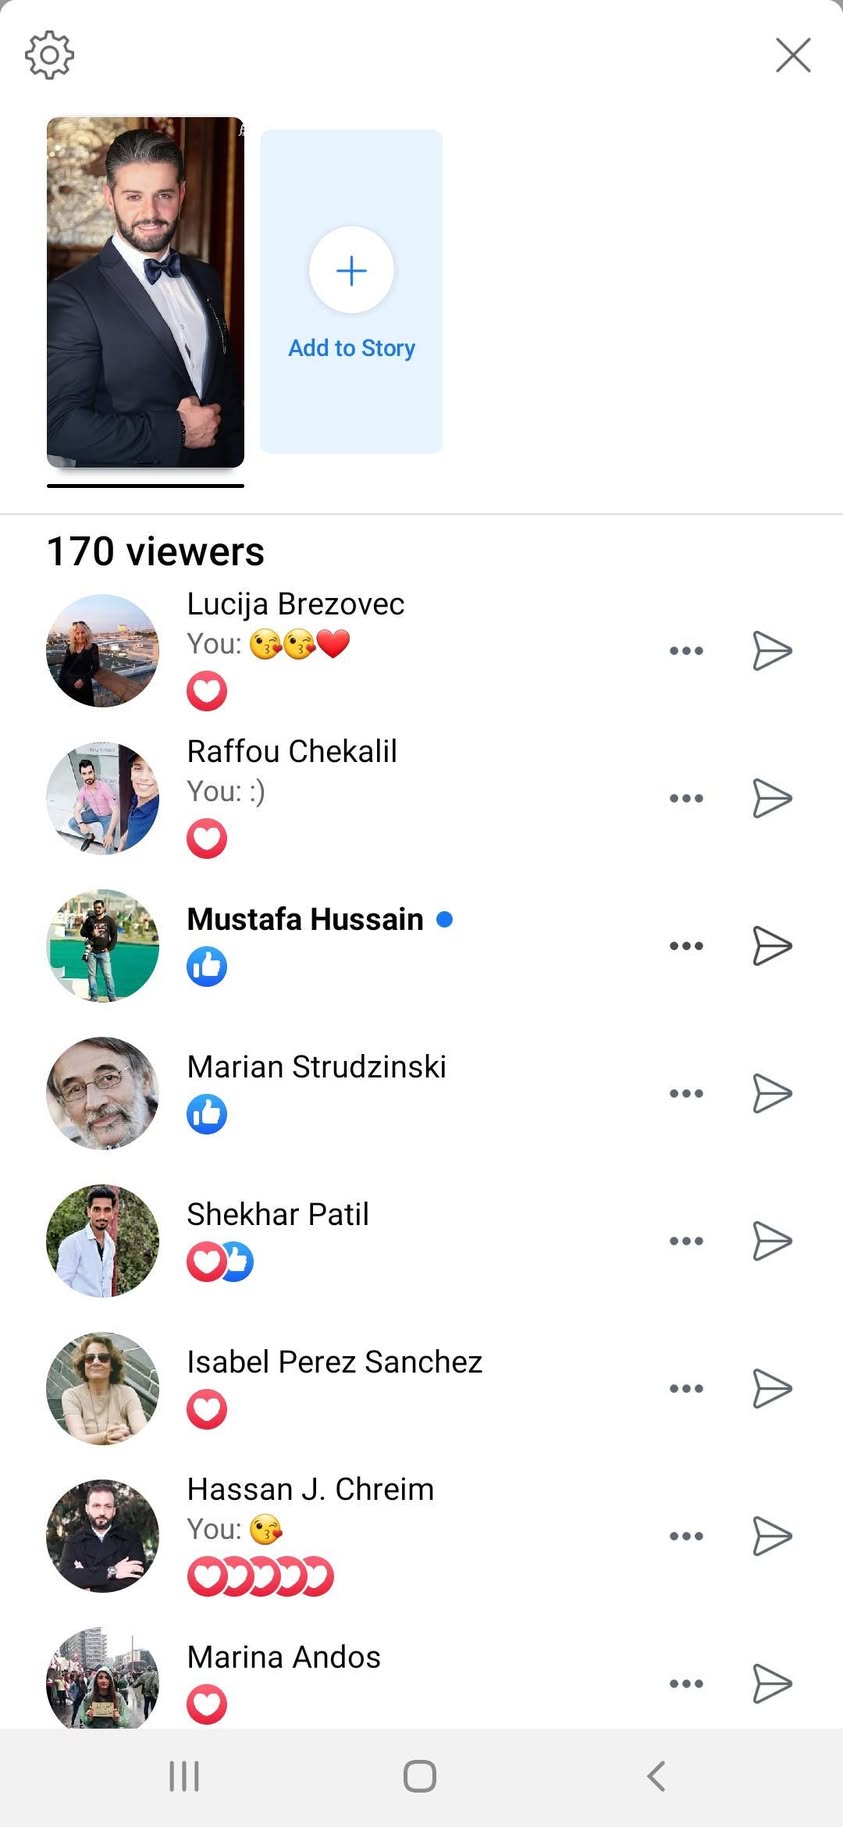 Add to Story
170 viewers
Lucija Brezovec
You: 😘😘❤️
Raffou Chekalil
You: :)
Mustafa Hussain
Marian Strudzinski
Shekhar Patil
Isabel Perez Sanchez
Hassan J. Chreim
You: 😘
Marina Andos